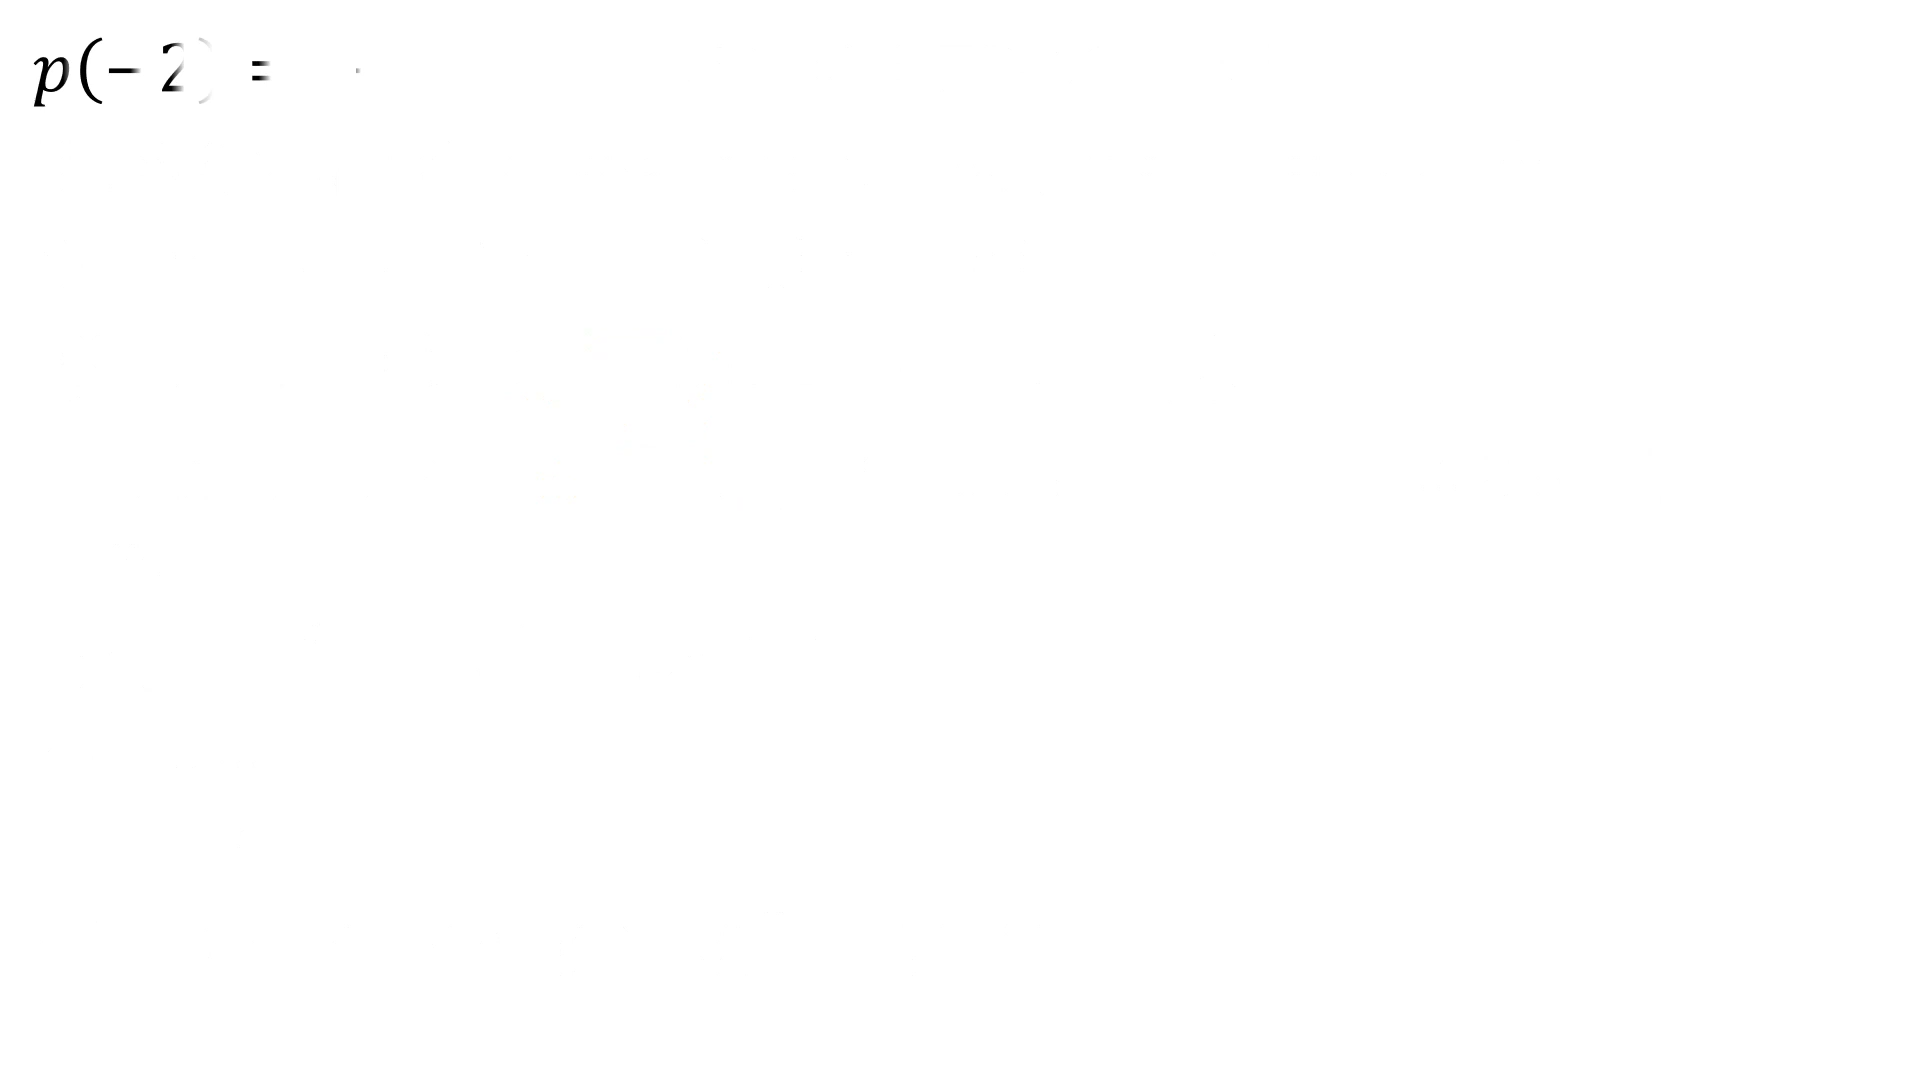 p(− 2) =